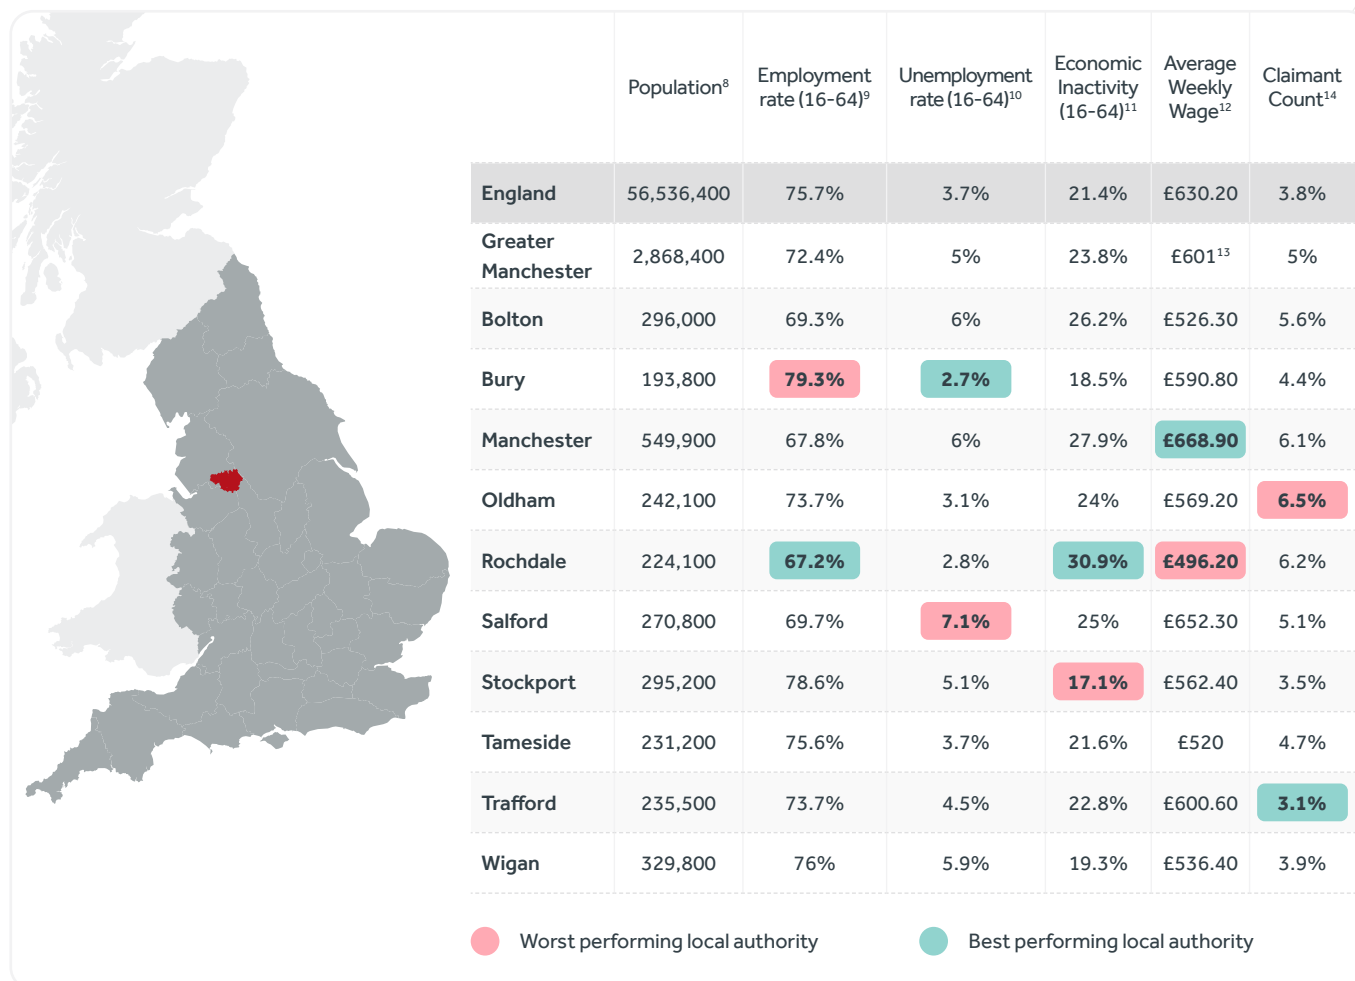 Population8
Employment
rate (16-64)9
Unemployment
rate (16-64)10
Economic
Inactivity
(16-64)11
Average
Weekly
Wage12
Claimant
Count14
England 56,536,400 75.7% 3.7% 21.4% £630.20 3.8%
Greater
Manchester 2,868,400 72.4% 5% 23.8% £60113 5%
Bolton 296,000 69.3% 6% 26.2% £526.30 5.6%
Bury 193,800 79.3% 2.7% 18.5% £590.80 4.4%
Manchester 549,900 67.8% 6% 27.9% £668.90 6.1%
Oldham 242,100 73.7% 3.1% 24% £569.20 6.5%
Rochdale 224,100 67.2% 2.8% 30.9% £496.20 6.2%
Salford 270,800 69.7% 7.1% 25% £652.30 5.1%
Stockport 295,200 78.6% 5.1% 17.1% £562.40 3.5%
Tameside 231,200 75.6% 3.7% 21.6% £520 4.7%
Trafford 235,500 73.7% 4.5% 22.8% £600.60 3.1%
Wigan 329,800 76% 5.9% 19.3% £536.40 3.9%
Worst performing local authority
Best performing local authority